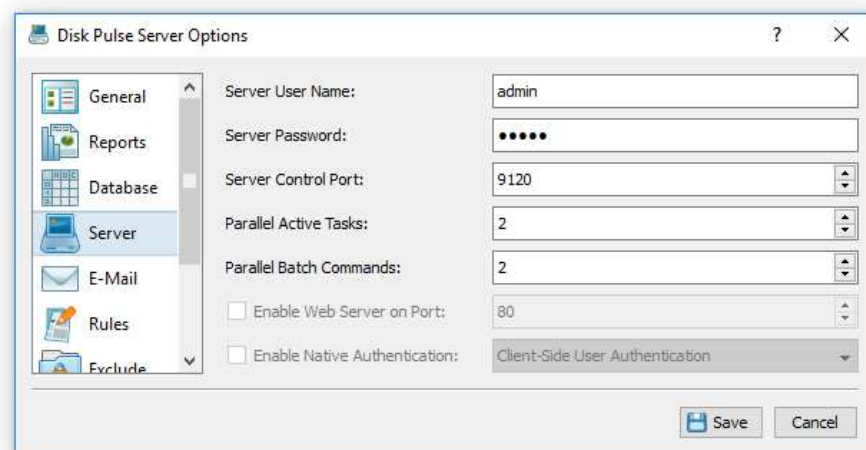 Disk Pulse Server Options
General
Reports
Database
Server
E-Mail
Rules
Exclude
Server User Name: admin
Server Password: •••••
Server Control Port: 9120
Parallel Active Tasks: 2
Parallel Batch Commands: 2
Enable Web Server on Port: 80
Enable Native Authentication: Client-Side User Authentication
Save Cancel